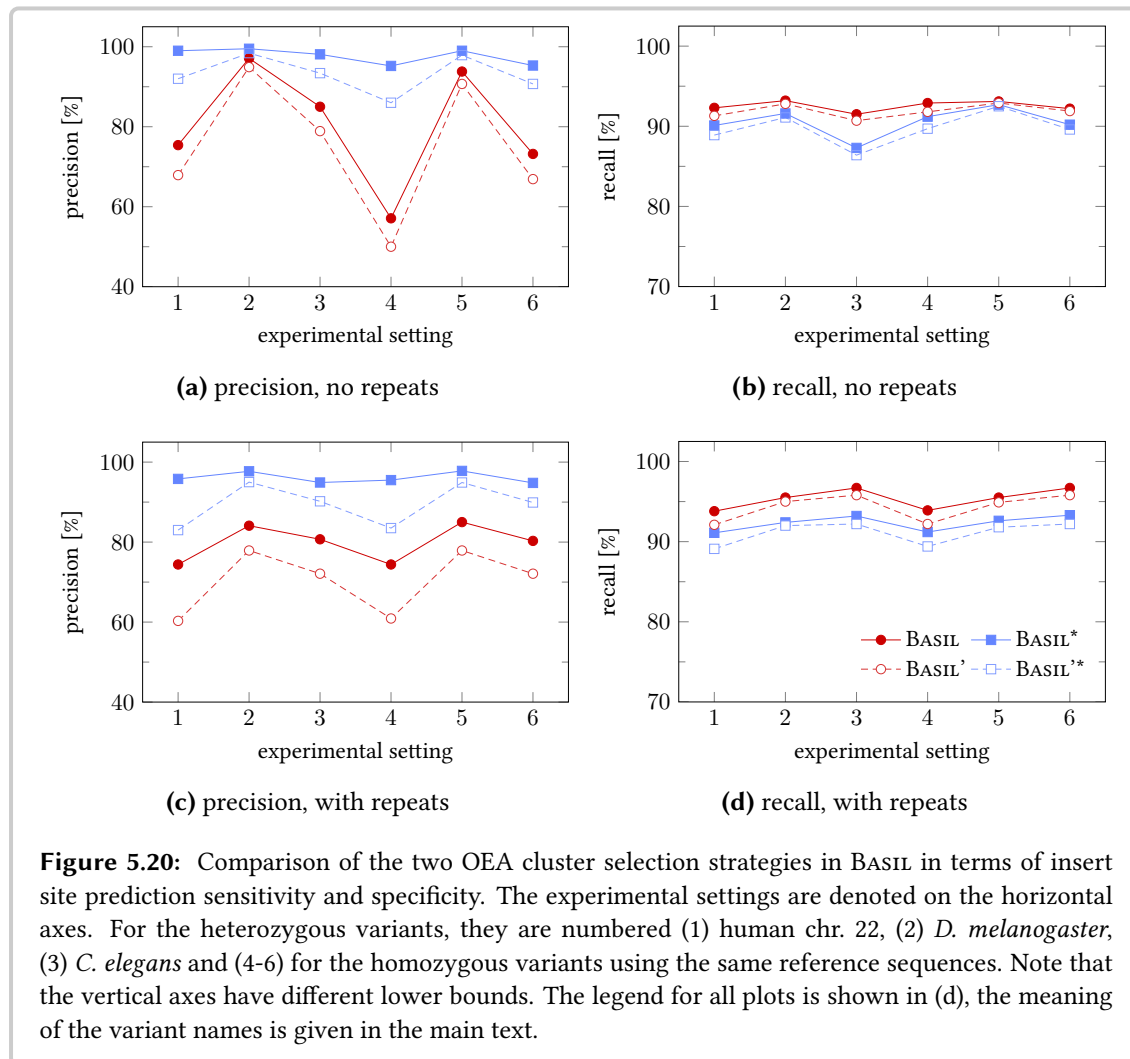 100
80
60
40
precision [%]
1 2 3 4 5 6
experimental setting
(a) precision, no repeats
100
90
80
70
recall [%]
1 2 3 4 5 6
experimental setting
(b) recall, no repeats
100
80
60
40
precision [%]
1 2 3 4 5 6
experimental setting
(c) precision, with repeats
100
90
80
70
recall [%]
Basil Basil*
Basil’ Basil’*
1 2 3 4 5 6
experimental setting
(d) recall, with repeats
Figure 5.20: Comparison of the two OEA cluster selection strategies in Basil in terms of insert
site prediction sensitivity and specificity. The experimental settings are denoted on the horizontal
axes. For the heterozygous variants, they are numbered (1) human chr. 22, (2) D. melanogaster,
(3) C. elegans and (4-6) for the homozygous variants using the same reference sequences. Note that
the vertical axes have different lower bounds. The legend for all plots is shown in (d), the meaning
of the variant names is given in the main text.